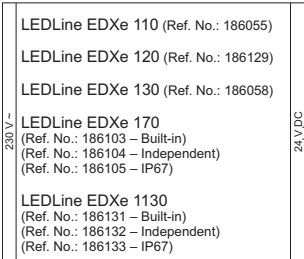 230 V ~
LEDLine EDXe 110 (Ref. No.: 186055)
LEDLine EDXe 120 (Ref. No.: 186129)
LEDLine EDXe 130 (Ref. No.: 186058)
LEDLine EDXe 170
(Ref. No.: 186103 – Built-in)
(Ref. No.: 186104 – Independent)
(Ref. No.: 186105 – IP67)
LEDLine EDXe 1130
(Ref. No.: 186131 – Built-in)
(Ref. No.: 186132 – Independent)
(Ref. No.: 186133 – IP67)
24 V DC